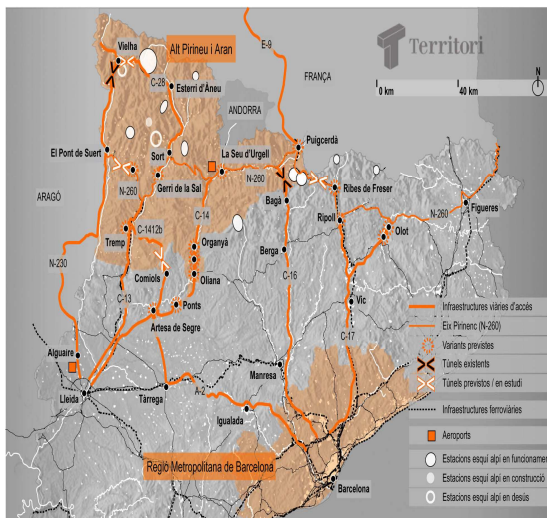 Alt Pirineu i Aran
Territori
E-9
FRANÇA
0 km
40 km
N
Vielha
C-28
Esterri d'Àneu
ANDORRA
Puigcerdà
El Pont de Suert
Sort
La Seu d'Urgell
N-260
Ribes de Freser
ARAGÓ
N-260
Gerri de la Sal
Bagà
C-14
Ripoll
N-260
Figueres
Tremp
C-1412b
Organyà
Olot
Berga
N-230
Comiols
Oliana
C-16
C-13
Ponts
Vic
Artesa de Segre
C-17
Alguaire
Manresa
Lleida
Tàrrega
A-2
Igualada
Regió Metropolitana de Barcelona
Barcelona
Infraestructures viàries d'accés
Eix Pirinenc (N-260)
Variants previstes
Túnels existents
Túnels previstos / en estudi
Infraestructures ferroviàries
Aeroports
Estacions esquí alpí en funcionament
Estacions esquí alpí en construcció
Estacions esquí alpí en desús